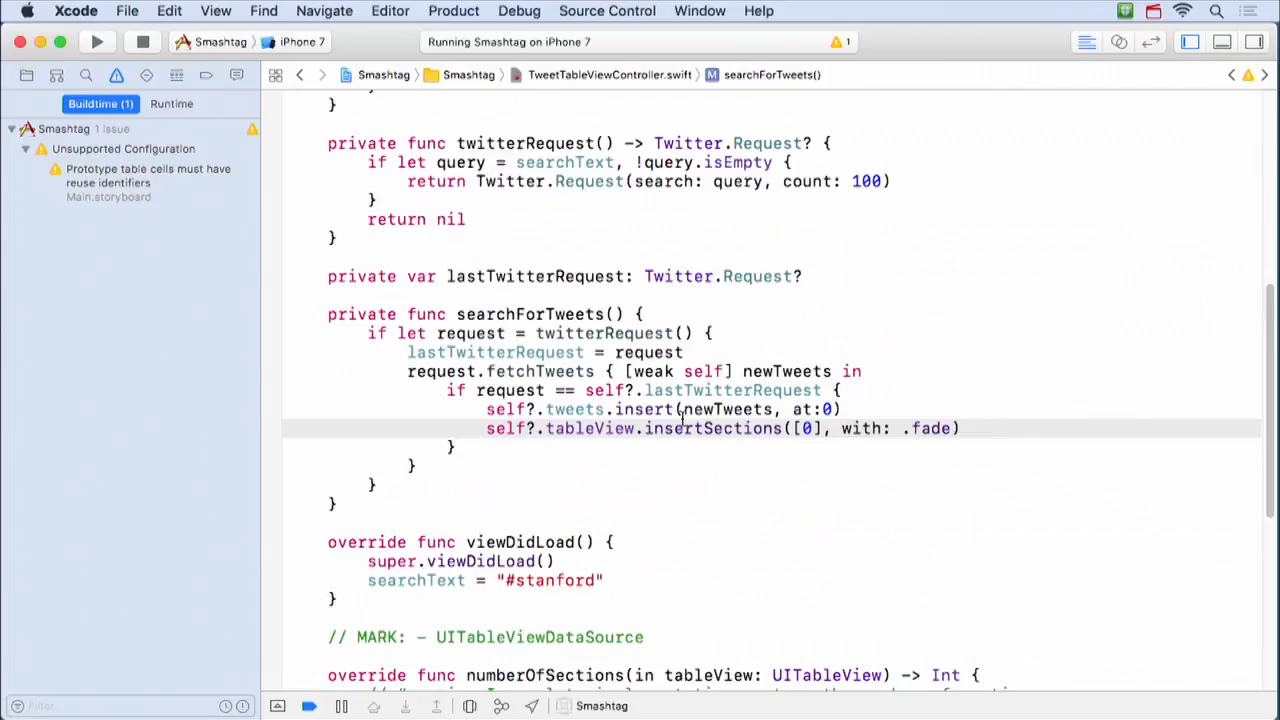 Xcode File Edit View Find Navigate Editor Product Debug Source Control Window Help
Smashtag iPhone 7
Running Smashtag on iPhone 7
1
Smashtag Smashtag TweetTableViewController.swift M searchForTweets()
Buildtime (1) Runtime
Smashtag 1 issue
Unsupported Configuration
Prototype table cells must have
reuse identifiers
Main.storyboard
}
private func twitterRequest() -> Twitter.Request? {
if let query = searchText, !query.isEmpty {
return Twitter.Request(search: query, count: 100)
}
return nil
}
private var lastTwitterRequest: Twitter.Request?
private func searchForTweets() {
if let request = twitterRequest() {
lastTwitterRequest = request
request.fetchTweets { [weak self] newTweets in
if request == self?.lastTwitterRequest {
self?.tweets.insert(newTweets, at:0)
self?.tableView.insertSections([0], with: .fade)
}
}
}
}
override func viewDidLoad() {
super.viewDidLoad()
searchText = "#stanford"
}
// MARK: - UITableViewDataSource
override func numberOfSections(in tableView: UITableView) -> Int {
Filter
Smashtag